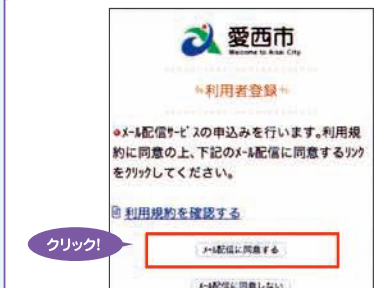 愛西市
Welcome to Aisai City
利用者登録
●ﾒｰﾙ配信ｻｰﾋﾞｽの申込みを行います｡利用規
約に同意の上､下記のﾒｰﾙ配信に同意するﾘﾝｸ
をｸﾘｯｸしてください｡
利用規約を確認する
クリック!
ﾒｰﾙ配信に同意する
ﾒｰﾙ配信に同意しない